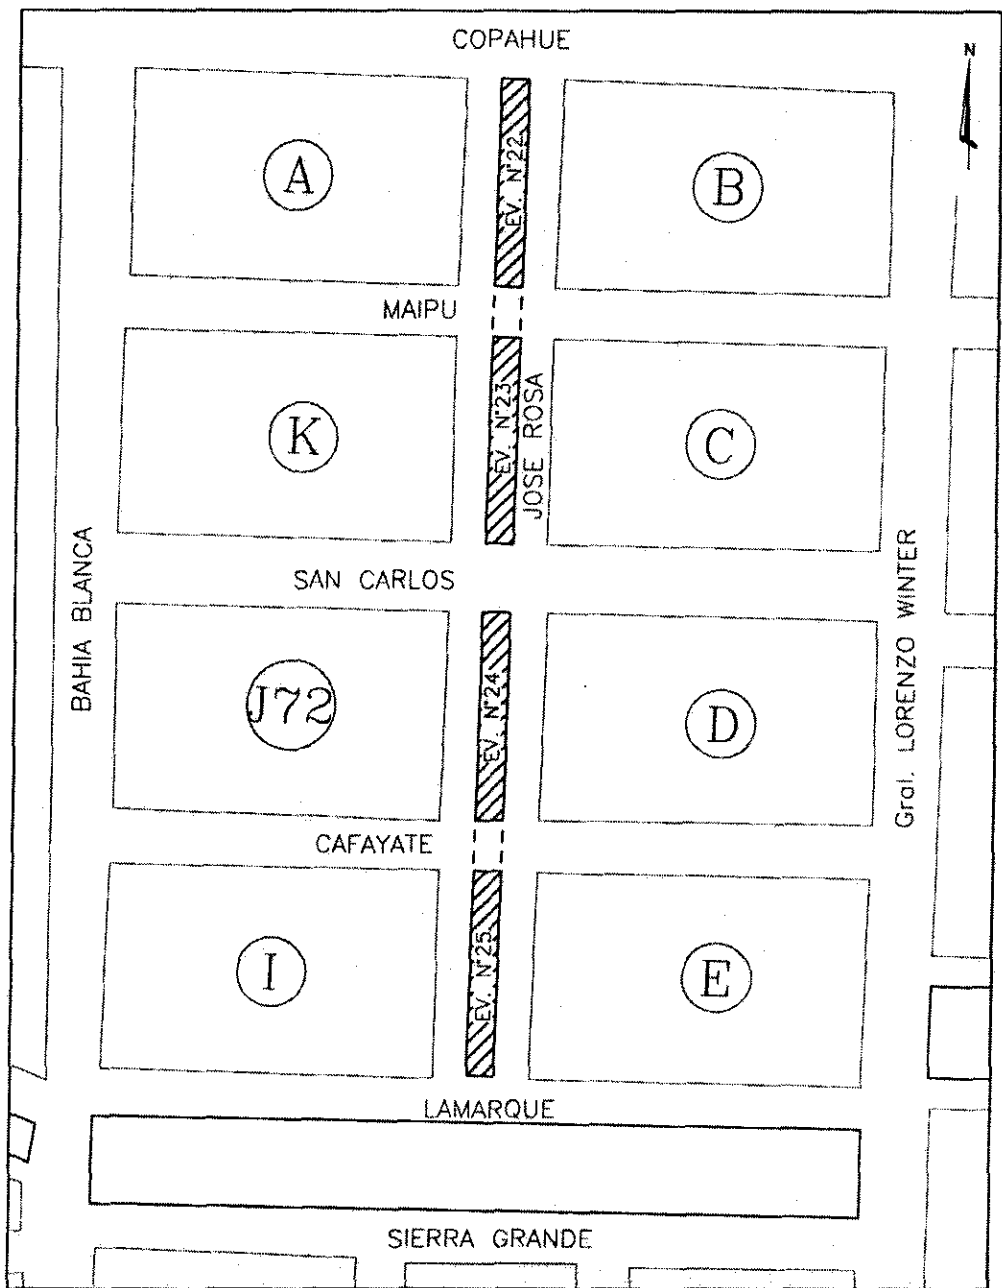 COPAHUE
N
A
EV. N°22
B
MAIPU
K
EV. N°23
JOSE ROSA
C
BAHIA BLANCA
SAN CARLOS
Gral. LORENZO WINTER
J72
EV. N°24
D
CAFAYATE
I
EV. N°25
E
LAMARQUE
SIERRA GRANDE